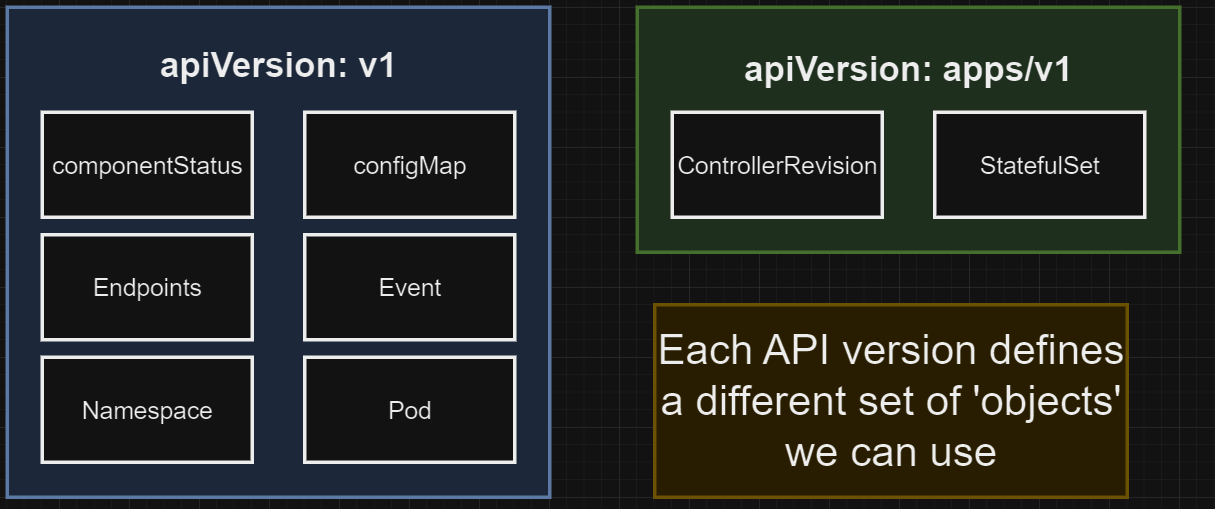 apiVersion: v1
componentStatus
configMap
Endpoints
Event
Namespace
Pod
apiVersion: apps/v1
ControllerRevision
StatefulSet
Each API version defines
a different set of 'objects'
we can use